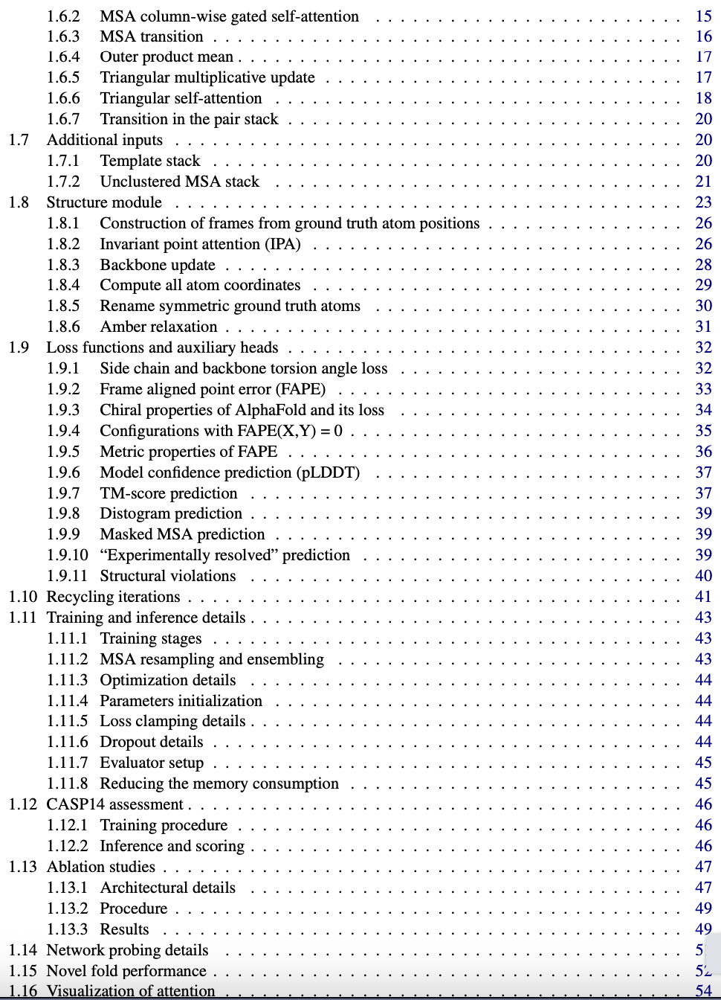 1.6.2 MSA column-wise gated self-attention . . . . . . . . . . . . . . . . . . . . . . . . . 15
1.6.3 MSA transition . . . . . . . . . . . . . . . . . . . . . . . . . . . . . . . . . . . . . . 16
1.6.4 Outer product mean . . . . . . . . . . . . . . . . . . . . . . . . . . . . . . . . . . . . 17
1.6.5 Triangular multiplicative update . . . . . . . . . . . . . . . . . . . . . . . . . . . . . 17
1.6.6 Triangular self-attention . . . . . . . . . . . . . . . . . . . . . . . . . . . . . . . . . 18
1.6.7 Transition in the pair stack . . . . . . . . . . . . . . . . . . . . . . . . . . . . . . . . 20
1.7 Additional inputs . . . . . . . . . . . . . . . . . . . . . . . . . . . . . . . . . . . . . . . . . 20
1.7.1 Template stack . . . . . . . . . . . . . . . . . . . . . . . . . . . . . . . . . . . . . . 20
1.7.2 Unclustered MSA stack . . . . . . . . . . . . . . . . . . . . . . . . . . . . . . . . . 21
1.8 Structure module . . . . . . . . . . . . . . . . . . . . . . . . . . . . . . . . . . . . . . . . . 23
1.8.1 Construction of frames from ground truth atom positions . . . . . . . . . . . . . . . . 26
1.8.2 Invariant point attention (IPA) . . . . . . . . . . . . . . . . . . . . . . . . . . . . . . 26
1.8.3 Backbone update . . . . . . . . . . . . . . . . . . . . . . . . . . . . . . . . . . . . . 28
1.8.4 Compute all atom coordinates . . . . . . . . . . . . . . . . . . . . . . . . . . . . . . 29
1.8.5 Rename symmetric ground truth atoms . . . . . . . . . . . . . . . . . . . . . . . . . 30
1.8.6 Amber relaxation . . . . . . . . . . . . . . . . . . . . . . . . . . . . . . . . . . . . . 31
1.9 Loss functions and auxiliary heads . . . . . . . . . . . . . . . . . . . . . . . . . . . . . . . . 32
1.9.1 Side chain and backbone torsion angle loss . . . . . . . . . . . . . . . . . . . . . . . 32
1.9.2 Frame aligned point error (FAPE) . . . . . . . . . . . . . . . . . . . . . . . . . . . . 33
1.9.3 Chiral properties of AlphaFold and its loss . . . . . . . . . . . . . . . . . . . . . . . 34
1.9.4 Configurations with FAPE(X,Y) = 0 . . . . . . . . . . . . . . . . . . . . . . . . . . . 35
1.9.5 Metric properties of FAPE . . . . . . . . . . . . . . . . . . . . . . . . . . . . . . . . 36
1.9.6 Model confidence prediction (pLDDT) . . . . . . . . . . . . . . . . . . . . . . . . . 37
1.9.7 TM-score prediction . . . . . . . . . . . . . . . . . . . . . . . . . . . . . . . . . . . 37
1.9.8 Distogram prediction . . . . . . . . . . . . . . . . . . . . . . . . . . . . . . . . . . . 39
1.9.9 Masked MSA prediction . . . . . . . . . . . . . . . . . . . . . . . . . . . . . . . . . 39
1.9.10 “Experimentally resolved” prediction . . . . . . . . . . . . . . . . . . . . . . . . . . 39
1.9.11 Structural violations . . . . . . . . . . . . . . . . . . . . . . . . . . . . . . . . . . . 40
1.10 Recycling iterations . . . . . . . . . . . . . . . . . . . . . . . . . . . . . . . . . . . . . . . . 41
1.11 Training and inference details . . . . . . . . . . . . . . . . . . . . . . . . . . . . . . . . . . . 43
1.11.1 Training stages . . . . . . . . . . . . . . . . . . . . . . . . . . . . . . . . . . . . . . 43
1.11.2 MSA resampling and ensembling . . . . . . . . . . . . . . . . . . . . . . . . . . . . 43
1.11.3 Optimization details . . . . . . . . . . . . . . . . . . . . . . . . . . . . . . . . . . . 44
1.11.4 Parameters initialization . . . . . . . . . . . . . . . . . . . . . . . . . . . . . . . . . 44
1.11.5 Loss clamping details . . . . . . . . . . . . . . . . . . . . . . . . . . . . . . . . . . . 44
1.11.6 Dropout details . . . . . . . . . . . . . . . . . . . . . . . . . . . . . . . . . . . . . . 44
1.11.7 Evaluator setup . . . . . . . . . . . . . . . . . . . . . . . . . . . . . . . . . . . . . . 45
1.11.8 Reducing the memory consumption . . . . . . . . . . . . . . . . . . . . . . . . . . . 45
1.12 CASP14 assessment . . . . . . . . . . . . . . . . . . . . . . . . . . . . . . . . . . . . . . . . 46
1.12.1 Training procedure . . . . . . . . . . . . . . . . . . . . . . . . . . . . . . . . . . . . 46
1.12.2 Inference and scoring . . . . . . . . . . . . . . . . . . . . . . . . . . . . . . . . . . . 46
1.13 Ablation studies . . . . . . . . . . . . . . . . . . . . . . . . . . . . . . . . . . . . . . . . . . 47
1.13.1 Architectural details . . . . . . . . . . . . . . . . . . . . . . . . . . . . . . . . . . . 47
1.13.2 Procedure . . . . . . . . . . . . . . . . . . . . . . . . . . . . . . . . . . . . . . . . . 49
1.13.3 Results . . . . . . . . . . . . . . . . . . . . . . . . . . . . . . . . . . . . . . . . . . 49
1.14 Network probing details . . . . . . . . . . . . . . . . . . . . . . . . . . . . . . . . . . . . .
1.15 Novel fold performance . . . . . . . . . . . . . . . . . . . . . . . . . . . . . . . . . . . . . . 52
1.16 Visualization of attention . . . . . . . . . . . . . . . . . . . . . . . . . . . . . . . . . . . . . 54